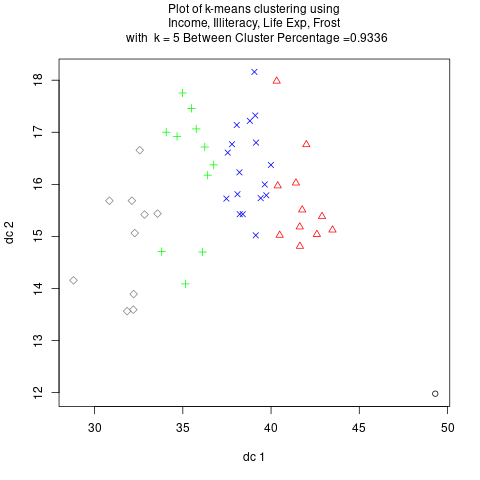 Plot of k-means clustering using
Income, Illiteracy, Life Exp, Frost
with k = 5 Between Cluster Percentage =0.9336
18
17
16
15
14
13
12
dc 2
30 35 40 45 50
dc 1